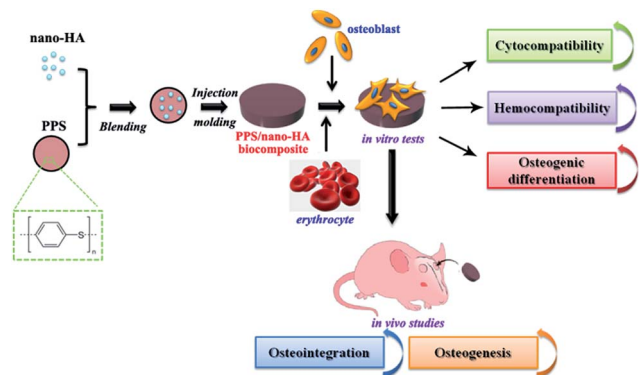 nano-HA
PPS
S
n
Blending
Injection
molding
PPS/nano-HA
biocomposite
osteoblast
erythrocyte
in vitro tests
Cytocompatibility
Hemocompatibility
Osteogenic
differentiation
in vivo studies
Osteointegration
Osteogenesis